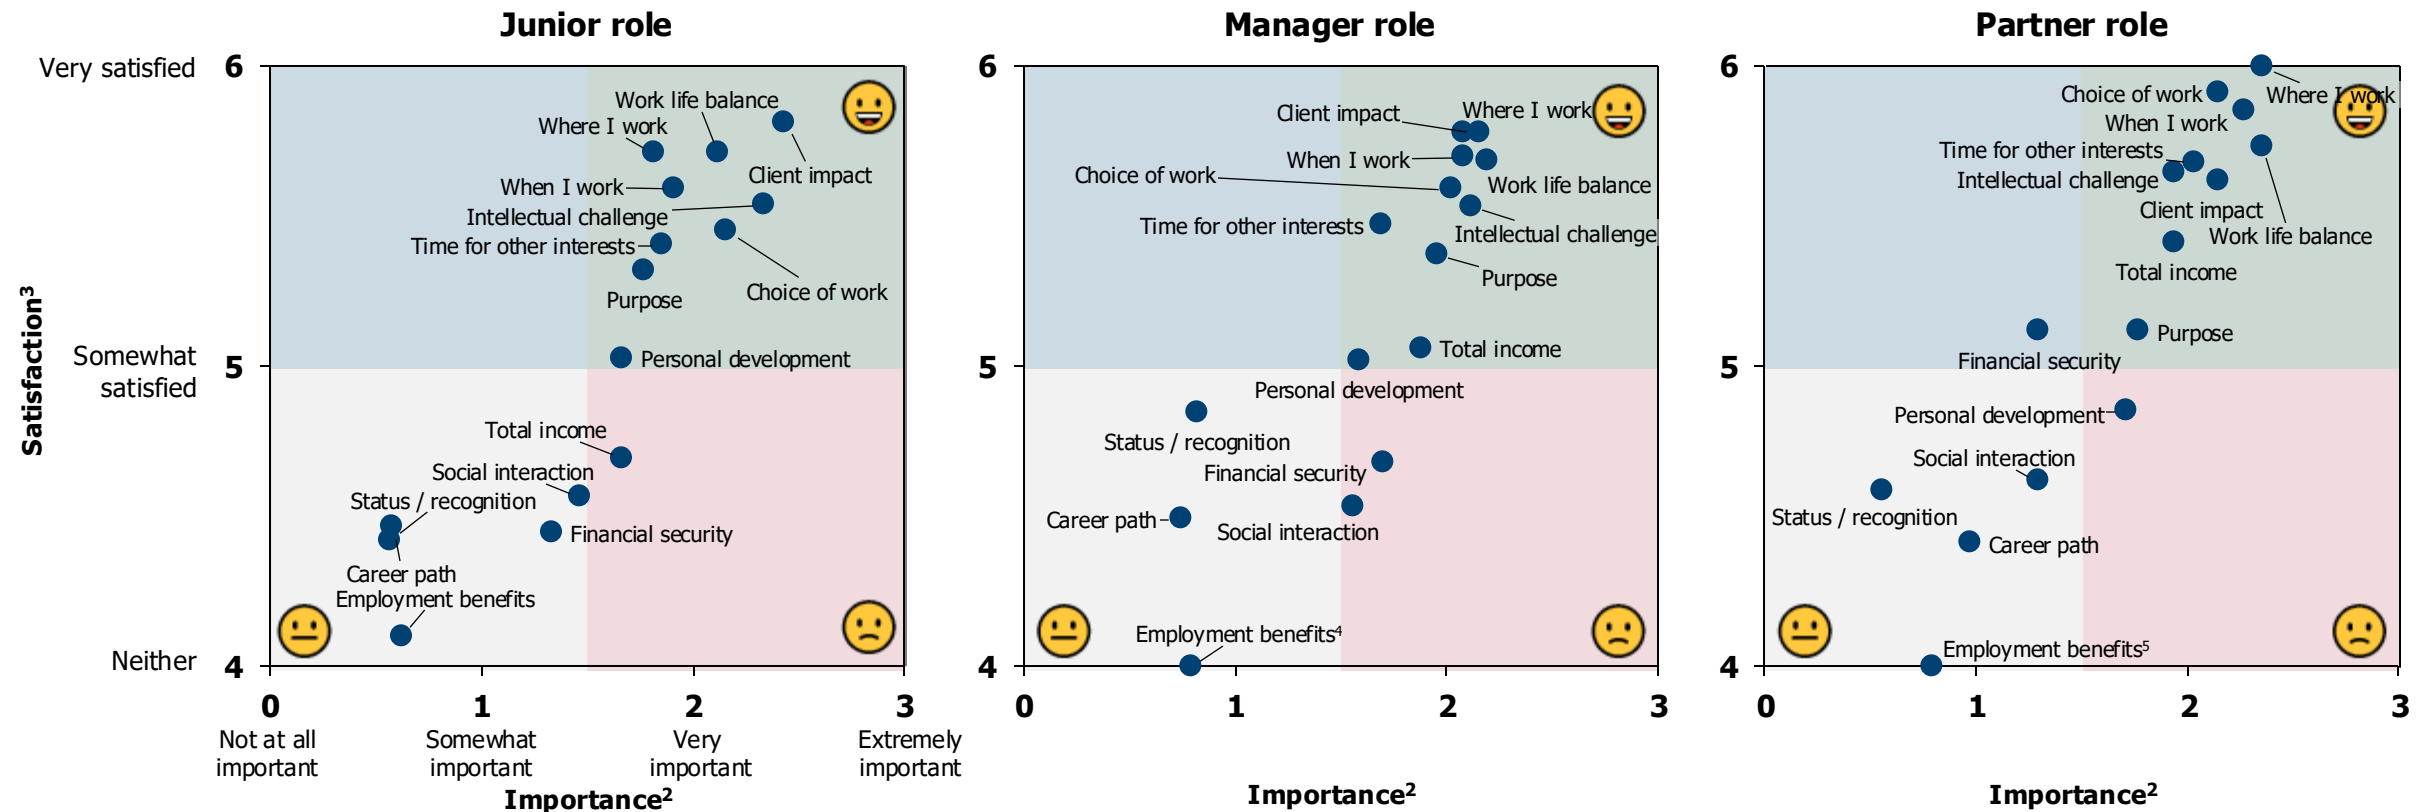 Junior role
Very satisfied
6
Work life balance
Where I work
Client impact
When I work
Intellectual challenge
Time for other interests
Choice of work
Purpose
Satisfaction³
Somewhat
satisfied
5
Personal development
Total income
Social interaction
Status / recognition
Financial security
Career path
Employment benefits
Neither
4
0
1
2
3
Not at all
important
Somewhat
important
Very
important
Extremely
important
Importance²
Manager role
6
Client impact
Where I work
When I work
Choice of work
Work life balance
Time for other interests
Intellectual challenge
Purpose
5
Total income
Personal development
Status / recognition
Financial security
Career path
Social interaction
Employment benefits⁴
4
0
1
2
3
Importance²
Partner role
6
Choice of work
Where I work
When I work
Time for other interests
Intellectual challenge
Client impact
Work life balance
Total income
5
Purpose
Financial security
Personal development
Social interaction
Status / recognition
Career path
Employment benefits⁵
4
0
1
2
3
Importance²